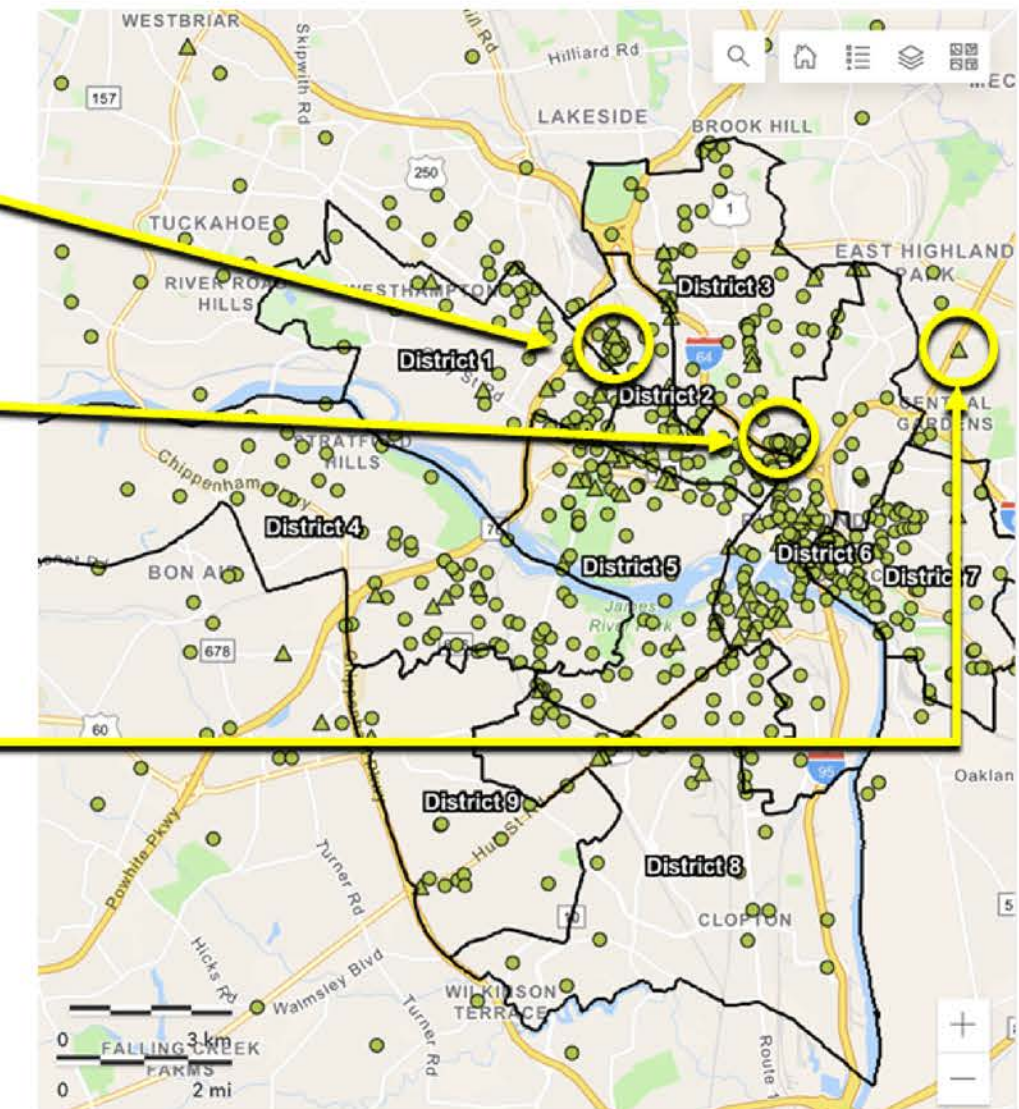 WESTBRIAR
Skipwith Rd
Hilliard Rd
157
LAKESIDE
BROOK HILL
250
1
TUCKAHOE
EAST HIGHLAND
PARK
RIVER ROAD
HILLS
WESTHAMPTON
District 3
District 1
64
District 2
CENTRAL
GARDENS
STRATFORD
HILLS
Chippenham Pkwy
District 4
District 5
District 6
District 7
BON AIR
James
River Park
678
60
95
Oaklan
District 9
Powhite Pkwy
Turner Rd
District 8
10
CLOPTON
5
Hicks Rd
Walmsley Blvd
Turner Rd
WILKINSON
TERRACE
Route 1
0 3 km
FALLING CREEK
FARMS
0 2 mi